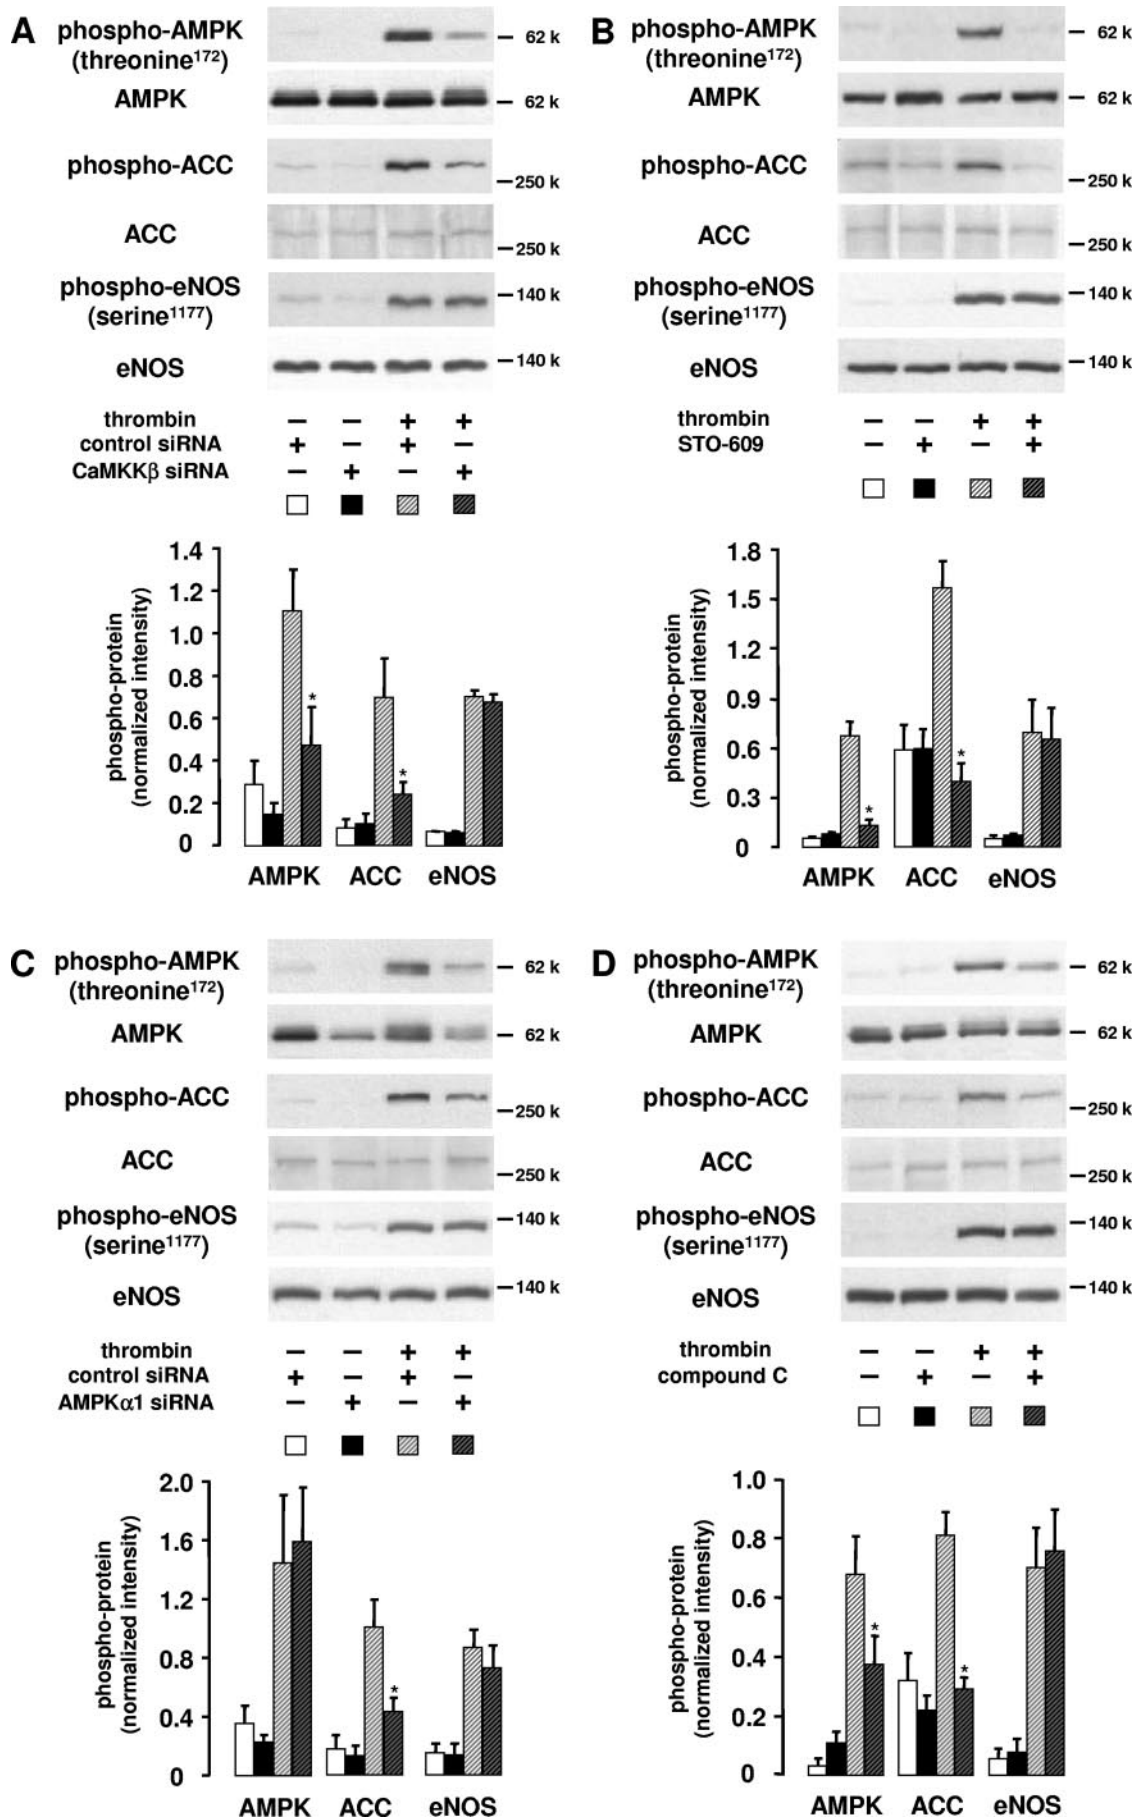 A
phospho-AMPK
(threonine¹⁷²)
62 k
AMPK
62 k
phospho-ACC
250 k
ACC
250 k
phospho-eNOS
(serine¹¹⁷⁷)
140 k
eNOS
140 k
thrombin − − + +
control siRNA + − + −
CaMKKβ siRNA − + − +
phospho-protein
(normalized intensity)
1.4
1.2
1.0
0.8
0.6
0.4
0.2
0
* *
AMPK ACC eNOS
B
phospho-AMPK
(threonine¹⁷²)
62 k
AMPK
62 k
phospho-ACC
250 k
ACC
250 k
phospho-eNOS
(serine¹¹⁷⁷)
140 k
eNOS
140 k
thrombin − − + +
STO-609 − + − +
phospho-protein
(normalized intensity)
1.8
1.5
1.2
0.9
0.6
0.3
0
* *
AMPK ACC eNOS
C
phospho-AMPK
(threonine¹⁷²)
62 k
AMPK
62 k
phospho-ACC
250 k
ACC
250 k
phospho-eNOS
(serine¹¹⁷⁷)
140 k
eNOS
140 k
thrombin − − + +
control siRNA + − + −
AMPKα1 siRNA − + − +
phospho-protein
(normalized intensity)
2.0
1.6
1.2
0.8
0.4
0
*
AMPK ACC eNOS
D
phospho-AMPK
(threonine¹⁷²)
62 k
AMPK
62 k
phospho-ACC
250 k
ACC
250 k
phospho-eNOS
(serine¹¹⁷⁷)
140 k
eNOS
140 k
thrombin − − + +
compound C − + − +
phospho-protein
(normalized intensity)
1.0
0.8
0.6
0.4
0.2
0
* *
AMPK ACC eNOS